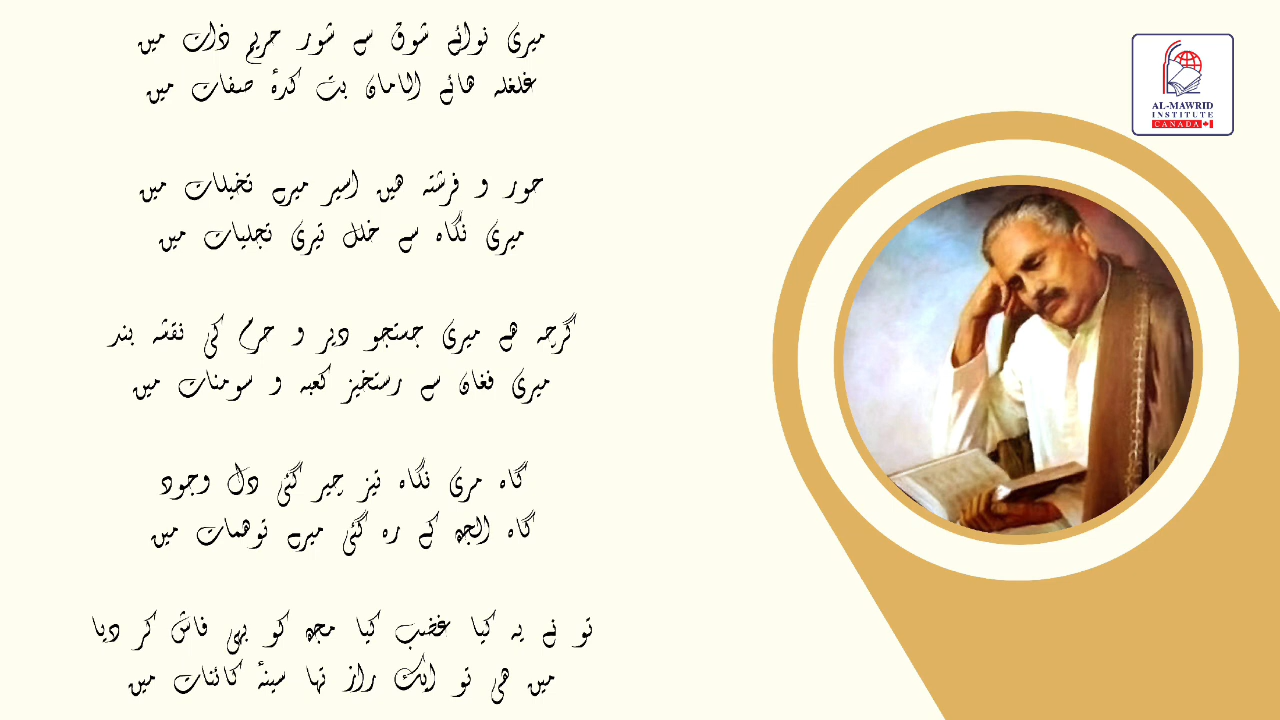 میری نوائے شوق سے شور حریم ذات میں
غلغلہ ہائے الامان بت کدۂ صفات میں
حور و فرشتہ ہیں اسیر میرے تخیلات میں
میری نگاہ سے خلل تیری تجلیات میں
گرچہ ہے میری جستجو دیر و حرم کی نقشہ بند
میری فغان سے رستخیز کعبہ و سومنات میں
گاہ مری نگاہ تیز چیر گئی دل وجود
گاہ الجھ کے رہ گئی میرے توہمات میں
تو نے یہ کیا غضب کیا مجھ کو بھی فاش کر دیا
میں ہی تو ایک راز تھا سینۂ کائنات میں
AL-MAWRID
INSTITUTE
CANADA